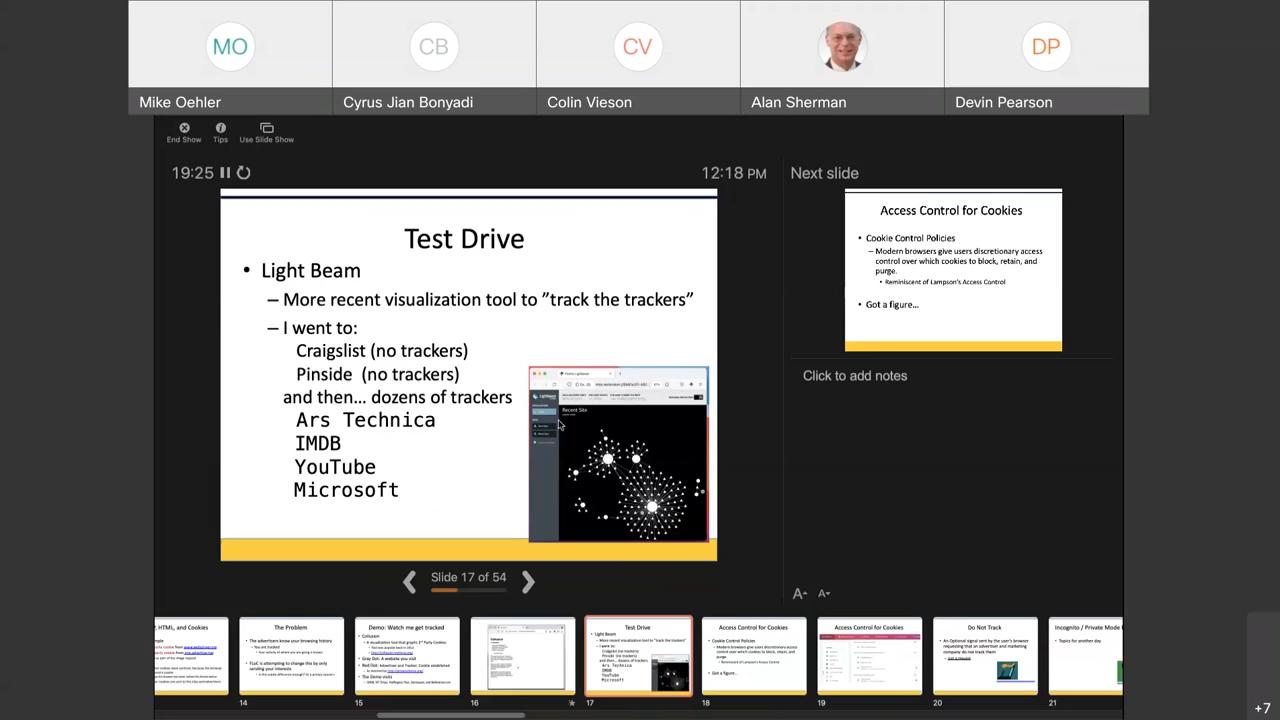 MO
CB
CV
DP
Mike Oehler
Cyrus Jian Bonyadi
Colin Vieson
Alan Sherman
Devin Pearson
End Show
Tips
Use Slide Show
19:25
12:18 PM
Next slide
Test Drive
• Light Beam
– More recent visualization tool to ”track the trackers”
– I went to:
Craigslist (no trackers)
Pinside (no trackers)
and then… dozens of trackers
Ars Technica
IMDB
YouTube
Microsoft
Recent Site
Access Control for Cookies
• Cookie Control Policies
– Modern browsers give users discretionary access
control over which cookies to block, retain, and
purge.
• Reminiscent of Lampson's Access Control
• Got a figure…
Click to add notes
Slide 17 of 54
HTML, and Cookies
The Problem
Demo: Watch me get tracked
Test Drive
Access Control for Cookies
Access Control for Cookies
Do Not Track
Incognito / Private Mode
14
15
16
17
18
19
20
21
+7